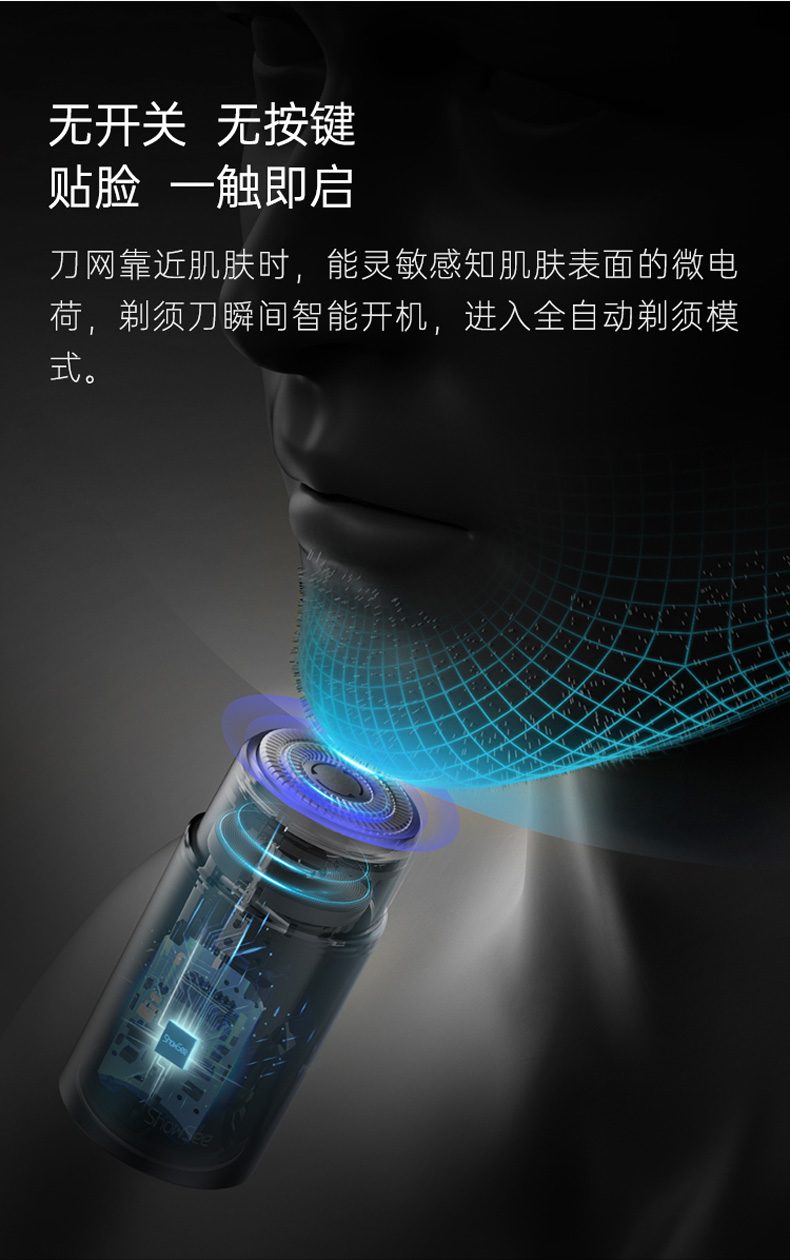 无开关 无按键
贴脸 一触即启
刀网靠近肌肤时，能灵敏感知肌肤表面的微电
荷，剃须刀瞬间智能开机，进入全自动剃须模
式。
ShowSee
ShowSee